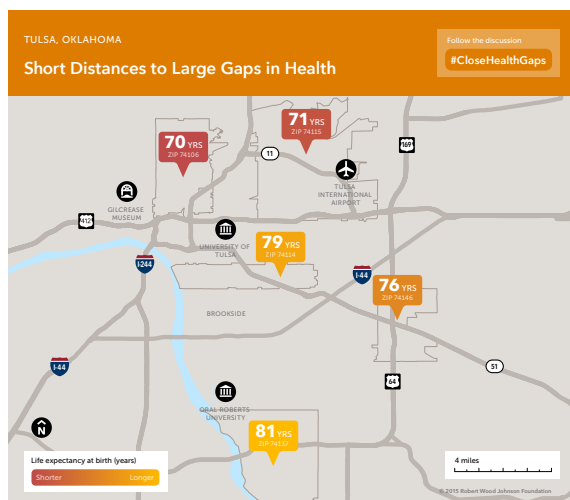 TULSA, OKLAHOMA
Short Distances to Large Gaps in Health
Follow the discussion
#CloseHealthGaps
70 YRS
ZIP 74106
71 YRS
ZIP 74115
11
169
TULSA
INTERNATIONAL
AIRPORT
GILCREASE
MUSEUM
412
UNIVERSITY OF
TULSA
79 YRS
ZIP 74114
I-244
I-44
76 YRS
ZIP 74146
BROOKSIDE
I-44
51
64
ORAL ROBERTS
UNIVERSITY
81 YRS
ZIP 74137
N
Life expectancy at birth (years)
Shorter Longer
4 miles
© 2015 Robert Wood Johnson Foundation